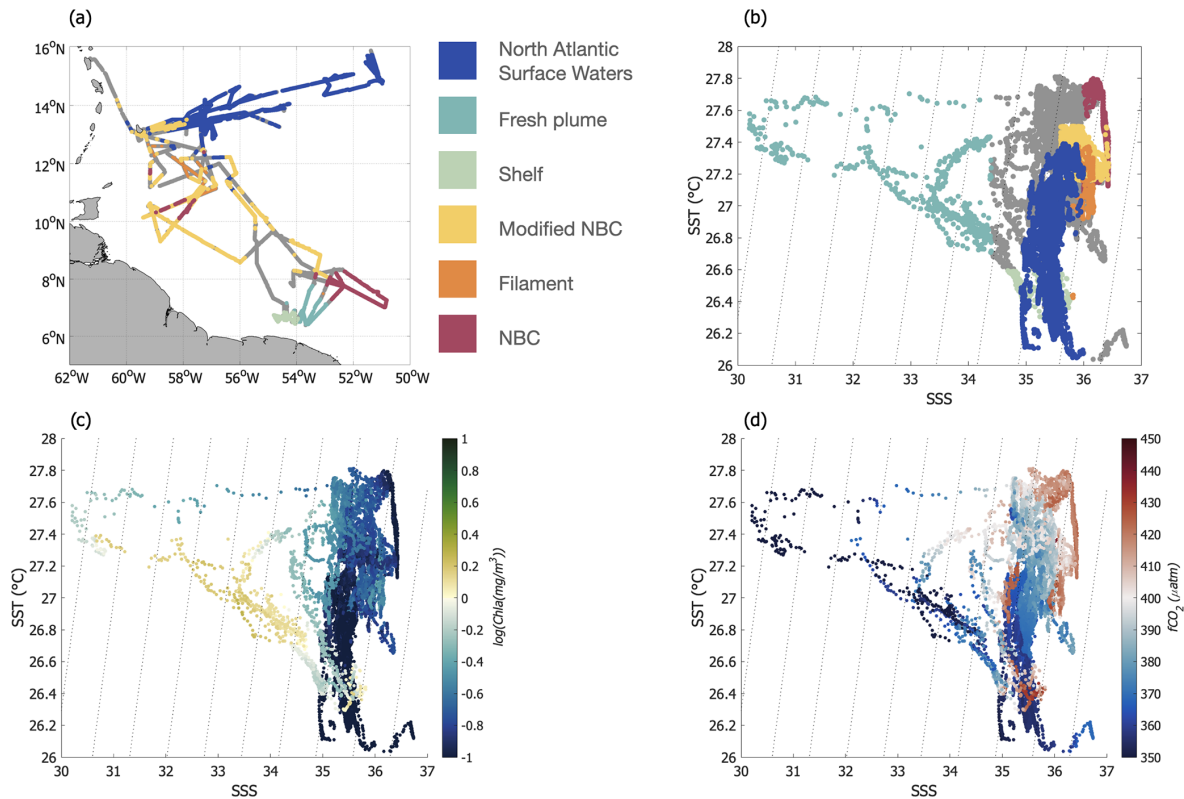 (a)
16°N
14°N
12°N
10°N
8°N
6°N
62°W 60°W 58°W 56°W 54°W 52°W 50°W
North Atlantic
Surface Waters
Fresh plume
Shelf
Modified NBC
Filament
NBC
(b)
28
27.8
27.6
27.4
27.2
27
26.8
26.6
26.4
26.2
26
SST (°C)
30 31 32 33 34 35 36 37
SSS
(c)
28
27.8
27.6
27.4
27.2
27
26.8
26.6
26.4
26.2
26
SST (°C)
30 31 32 33 34 35 36 37
SSS
1
0.8
0.6
0.4
0.2
0
-0.2
-0.4
-0.6
-0.8
-1
log(Chla(mg/m³))
(d)
28
27.8
27.6
27.4
27.2
27
26.8
26.6
26.4
26.2
26
SST (°C)
30 31 32 33 34 35 36 37
SSS
450
440
430
420
410
400
390
380
370
360
350
fCO₂ (μatm)